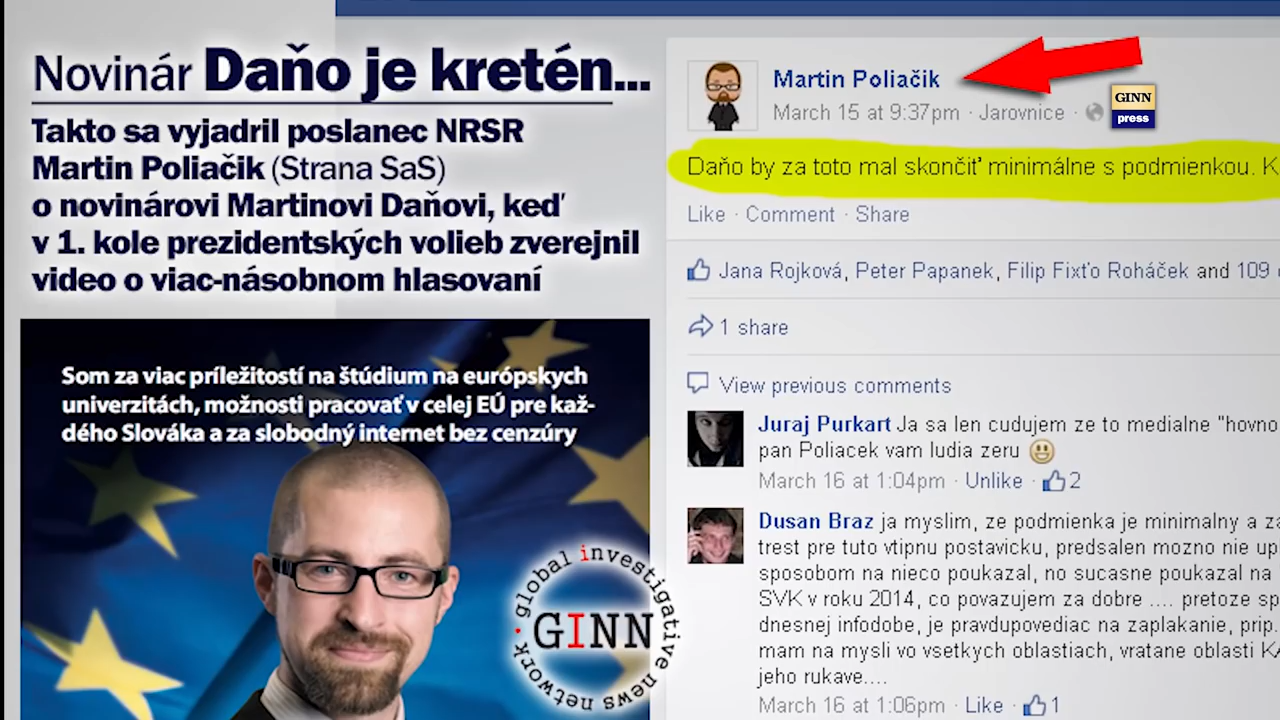 Novinár Daňo je kretén...
Takto sa vyjadril poslanec NRSR
Martin Poliačik (Strana SaS)
o novinárovi Martinovi Daňovi, keď
v 1. kole prezidentských volieb zverejnil
video o viac-násobnom hlasovaní
Som za viac príležitostí na štúdium na európskych
univerzitách, možnosti pracovať v celej EÚ pre kaž-
dého Slováka a za slobodný internet bez cenzúry
global investigative news network
GINN
Martin Poliačik
March 15 at 9:37pm · Jarovnice ·
GINN
press
Daňo by za toto mal skončiť minimálne s podmienkou. K
Like · Comment · Share
Jana Rojková, Peter Papanek, Filip Fixťo Roháček and 109
1 share
View previous comments
Juraj Purkart Ja sa len cudujem ze to medialne "hovno
pan Poliacek vam ludia zeru
March 16 at 1:04pm · Unlike · 2
Dusan Braz ja myslim, ze podmienka je minimalny a za
trest pre tuto vtipnu postavicku, predsalen mozno nie upl
sposobom na nieco poukazal, no sucasne poukazal na
SVK v roku 2014, co povazujem za dobre .... pretoze sp
dnesnej infodobe, je pravdupovediac na zaplakanie, prip.
mam na mysli vo vsetkych oblastiach, vratane oblasti KA
jeho rukave....
March 16 at 1:06pm · Like · 1